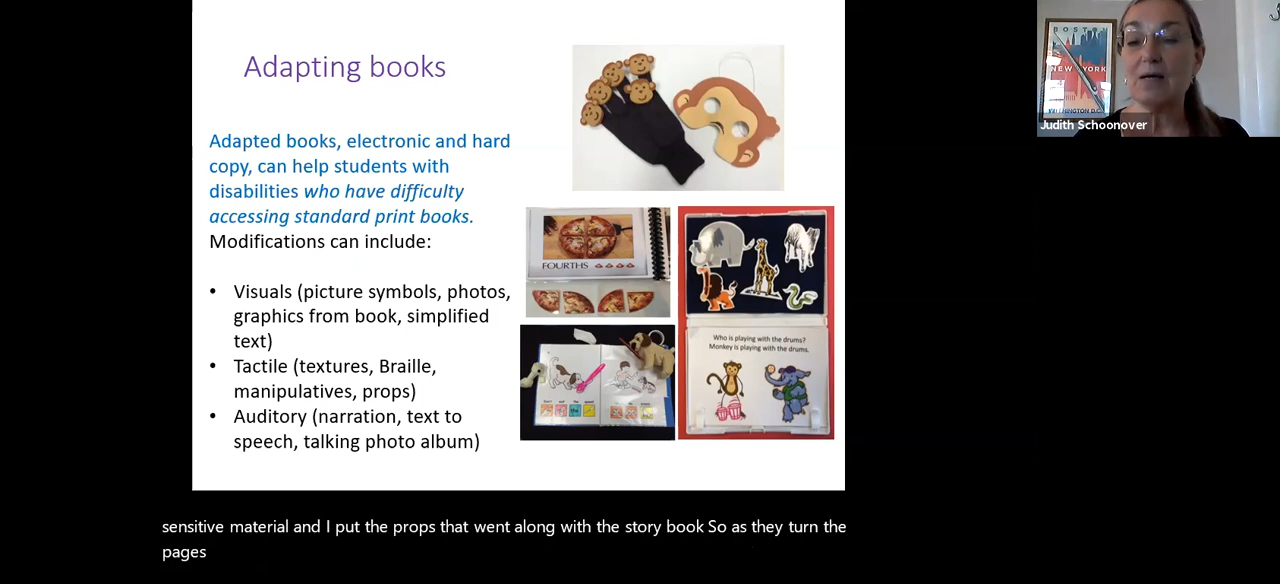 Adapting books
Adapted books, electronic and hard
copy, can help students with
disabilities who have difficulty
accessing standard print books.
Modifications can include:
• Visuals (picture symbols, photos,
graphics from book, simplified
text)
• Tactile (textures, Braille,
manipulatives, props)
• Auditory (narration, text to
speech, talking photo album)
FOURTHS
Who is playing with the drums?
Monkey is playing with the drums.
BOSTON
NEW YORK
WASHINGTON D.C.
Judith Schoonover
sensitive material and I put the props that went along with the story book So as they turn the
pages